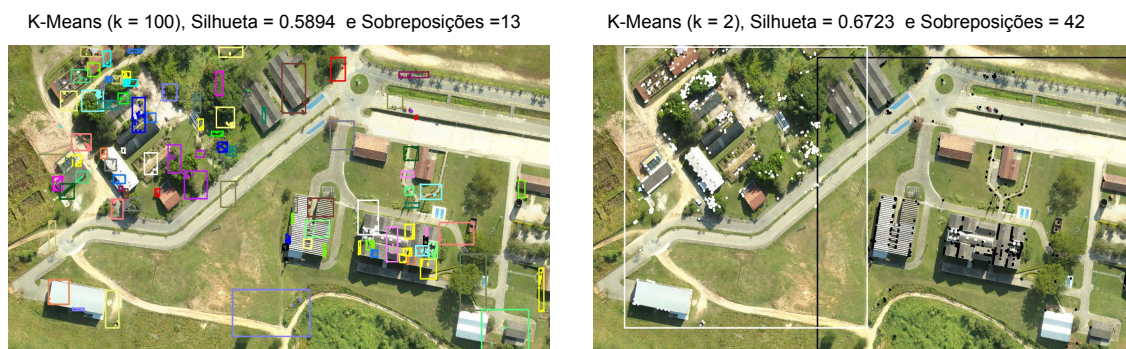 K-Means (k = 100), Silhueta = 0.5894 e Sobreposições =13
K-Means (k = 2), Silhueta = 0.6723 e Sobreposições = 42